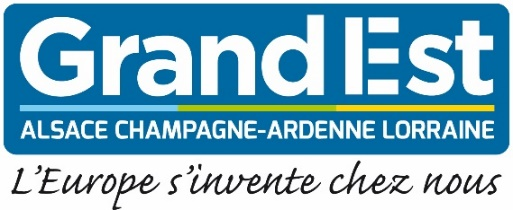 Grand Est
ALSACE CHAMPAGNE-ARDENNE LORRAINE
L'Europe s'invente chez nous